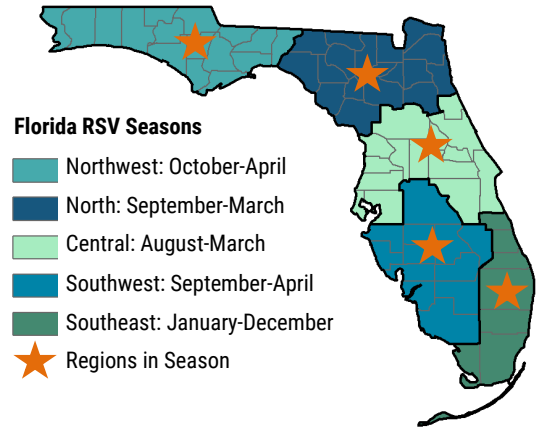 Florida RSV Seasons
Northwest: October-April
North: September-March
Central: August-March
Southwest: September-April
Southeast: January-December
Regions in Season